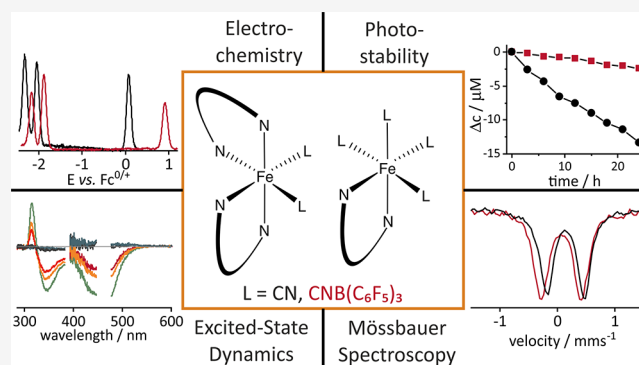 Electro-
chemistry
Photo-
stability
-2 -1 0 1
E vs. Fc⁰/⁺
0
-5
-10
-15
Δc / µM
0 10 20
time / h
N
N
Fe
L
L
N
N
L
L
Fe
L
L
N
N
L = CN, CNB(C₆F₅)₃
300 400 500 600
wavelength / nm
Excited-State
Dynamics
Mössbauer
Spectroscopy
-1 0 1
velocity / mms⁻¹